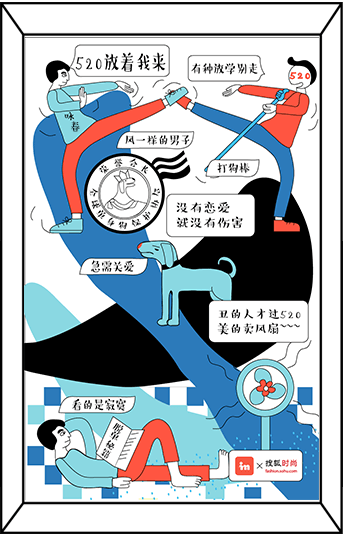 520放着我来
有种放学别走
520
咏春
风一样的男子
打狗棒
没有恋爱
就没有伤害
急需关爱
丑的人才过520
美的卖风扇~~~
看的是寂寞
in × 搜狐时尚
fashion.sohu.com